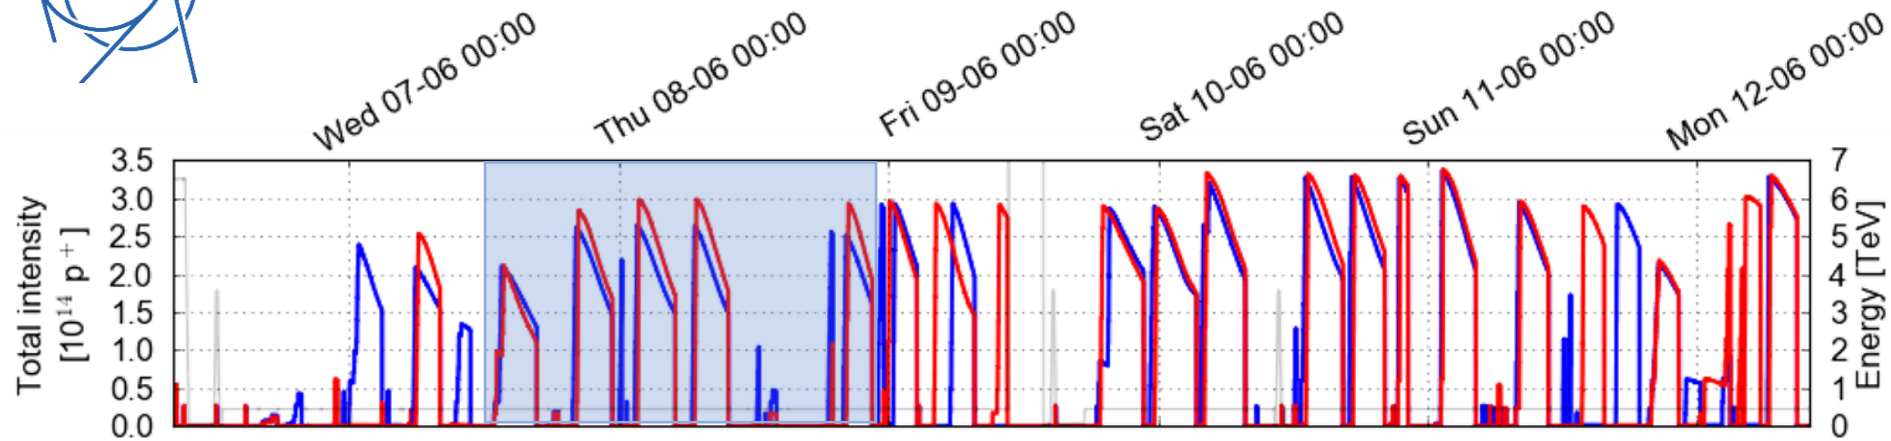 Wed 07-06 00:00
Thu 08-06 00:00
Fri 09-06 00:00
Sat 10-06 00:00
Sun 11-06 00:00
Mon 12-06 00:00
Total intensity
[10¹⁴ p⁺]
3.5
3.0
2.5
2.0
1.5
1.0
0.5
0.0
7
6
5
4
3
2
1
0
Energy [TeV]